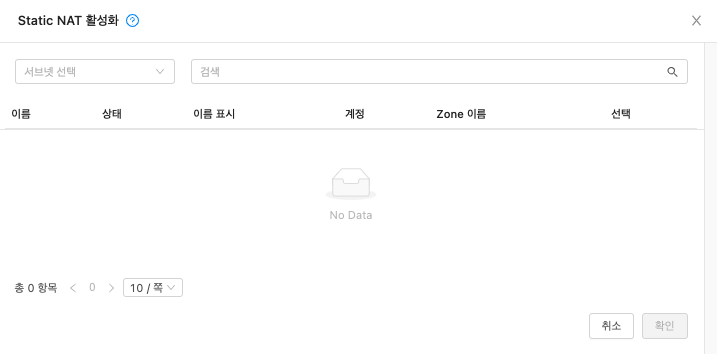 Static NAT 활성화
서브넷 선택 검색
이름 상태 이름 표시 계정 Zone 이름 선택
No Data
총 0 항목 < 0 > 10 / 쪽
취소 확인